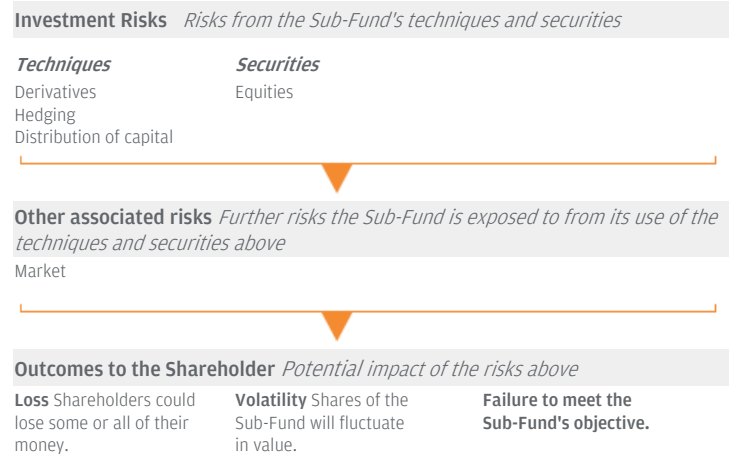 Investment Risks Risks from the Sub-Fund's techniques and securities
Techniques
Derivatives
Hedging
Distribution of capital
Securities
Equities
Other associated risks Further risks the Sub-Fund is exposed to from its use of the
techniques and securities above
Market
Outcomes to the Shareholder Potential impact of the risks above
Loss Shareholders could
lose some or all of their
money.
Volatility Shares of the
Sub-Fund will fluctuate
in value.
Failure to meet the
Sub-Fund's objective.